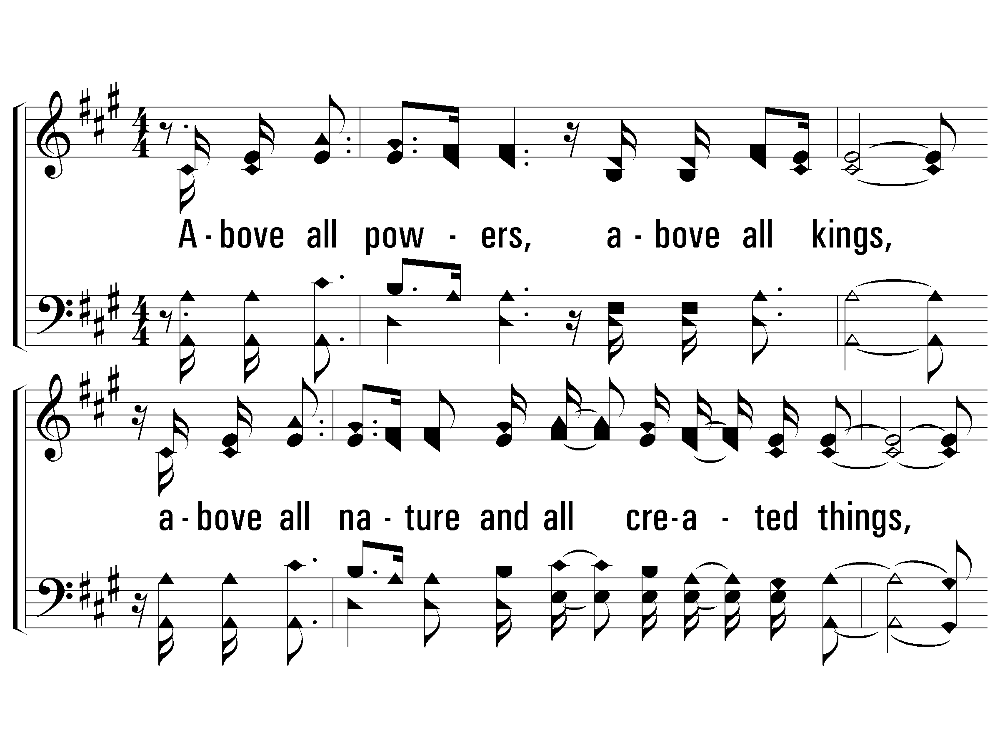 A - bove all pow - ers, a - bove all kings,
a - bove all na - ture and all cre - a - ted things,